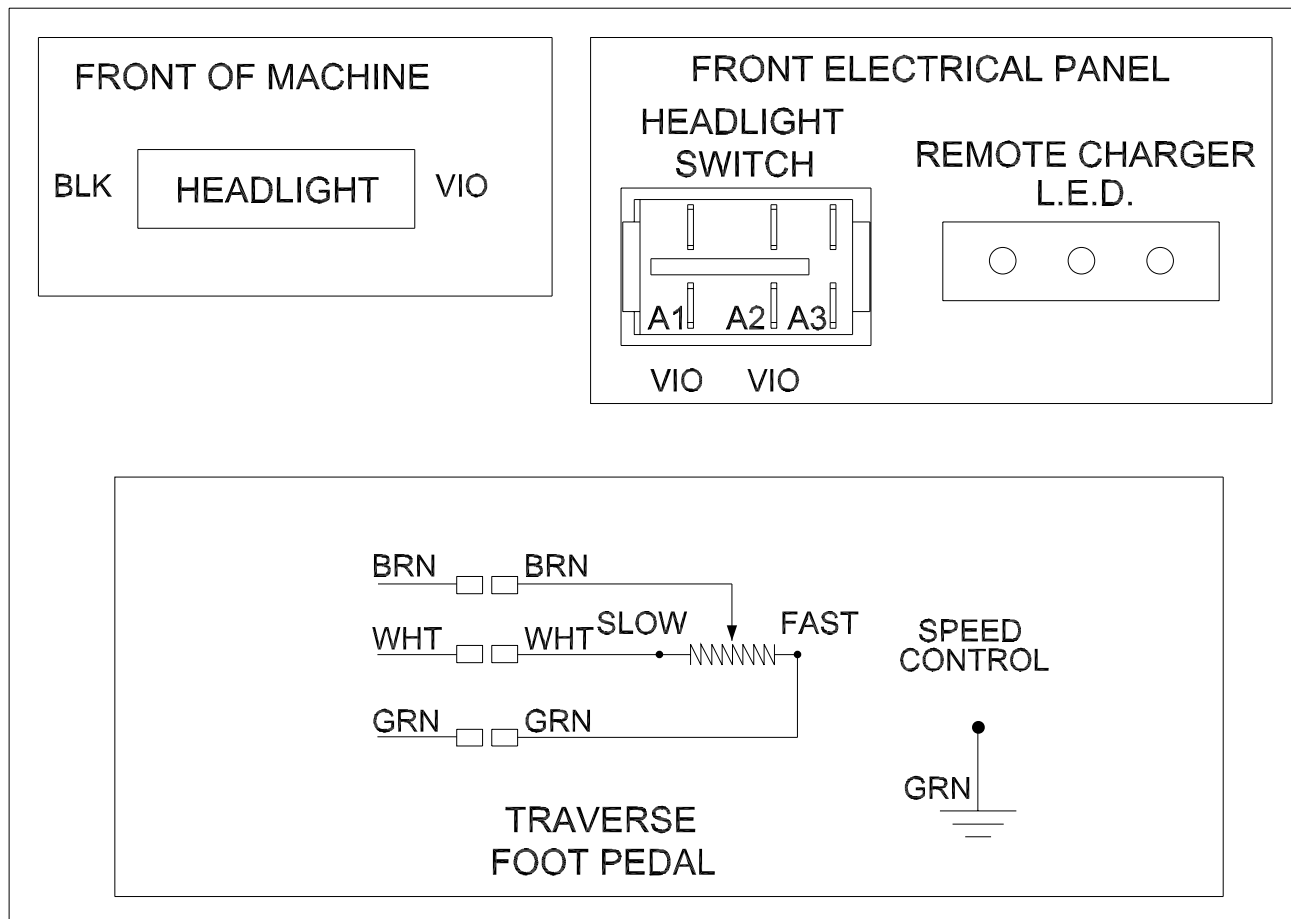 FRONT OF MACHINE
BLK
HEADLIGHT
VIO
FRONT ELECTRICAL PANEL
HEADLIGHT
SWITCH
REMOTE CHARGER
L.E.D.
A1 A2 A3
VIO VIO
BRN BRN
WHT WHT SLOW FAST
GRN GRN
SPEED
CONTROL
GRN
TRAVERSE
FOOT PEDAL